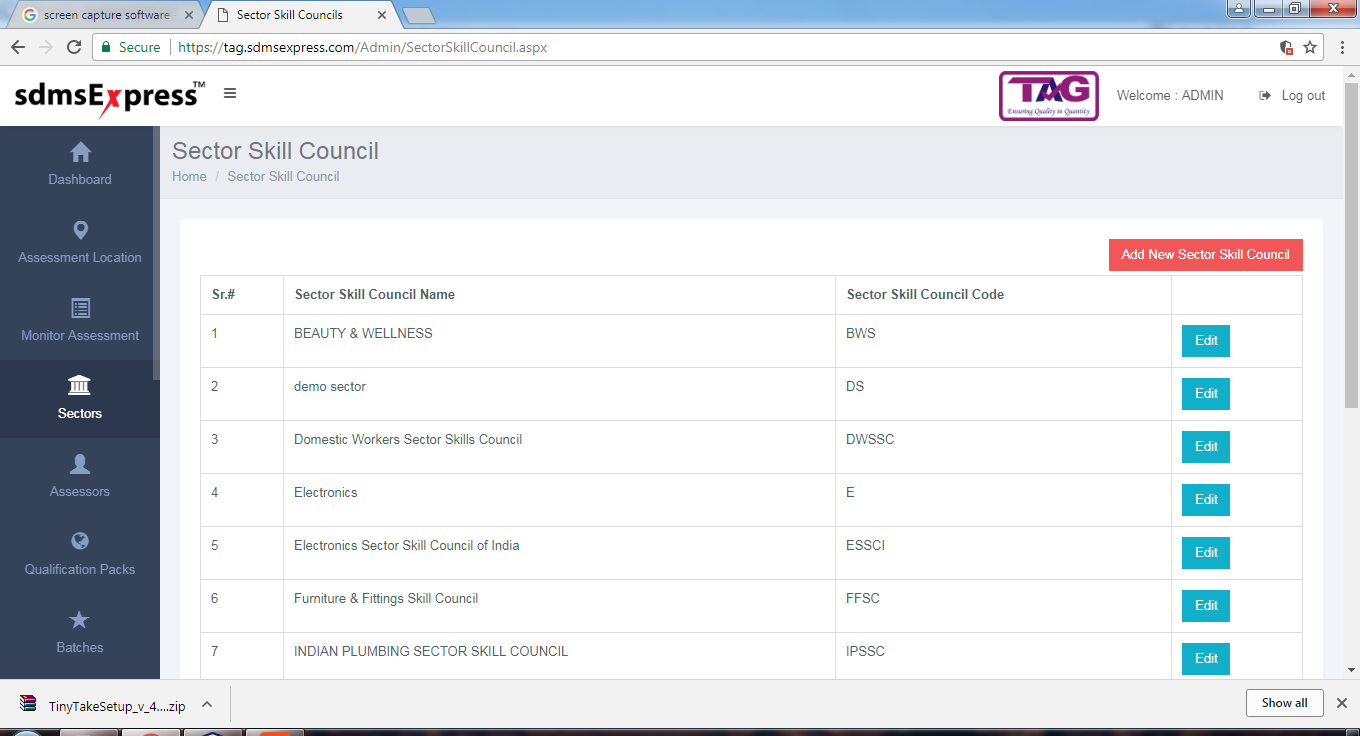 screen capture software
Sector Skill Councils
Secure
https://tag.sdmsexpress.com/Admin/SectorSkillCouncil.aspx
sdmsExpress™
TAG
Ensuring Quality in Quantity
Welcome : ADMIN
Log out
Dashboard
Assessment Location
Monitor Assessment
Sectors
Assessors
Qualification Packs
Batches
Sector Skill Council
Home / Sector Skill Council
Add New Sector Skill Council
Sr.# Sector Skill Council Name Sector Skill Council Code
1 BEAUTY & WELLNESS BWS Edit
2 demo sector DS Edit
3 Domestic Workers Sector Skills Council DWSSC Edit
4 Electronics E Edit
5 Electronics Sector Skill Council of India ESSCI Edit
6 Furniture & Fittings Skill Council FFSC Edit
7 INDIAN PLUMBING SECTOR SKILL COUNCIL IPSSC Edit
TinyTakeSetup_v_4....zip
Show all